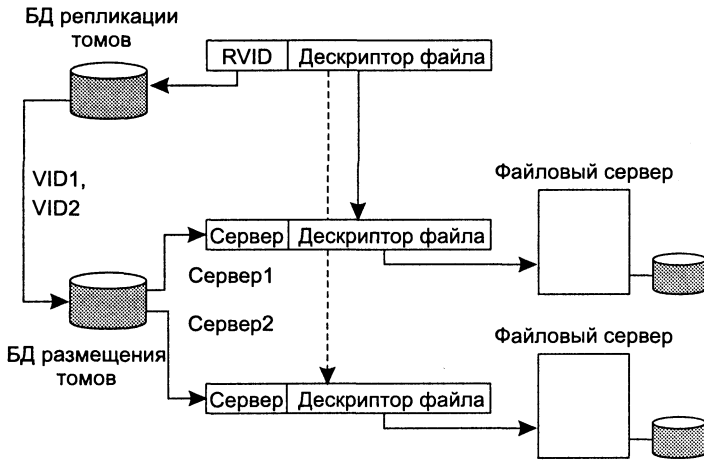 БД репликации
томов
RVID Дескриптор файла
VID1,
VID2
Файловый сервер
Сервер Дескриптор файла
Сервер1
Сервер2
БД размещения
томов
Файловый сервер
Сервер Дескриптор файла